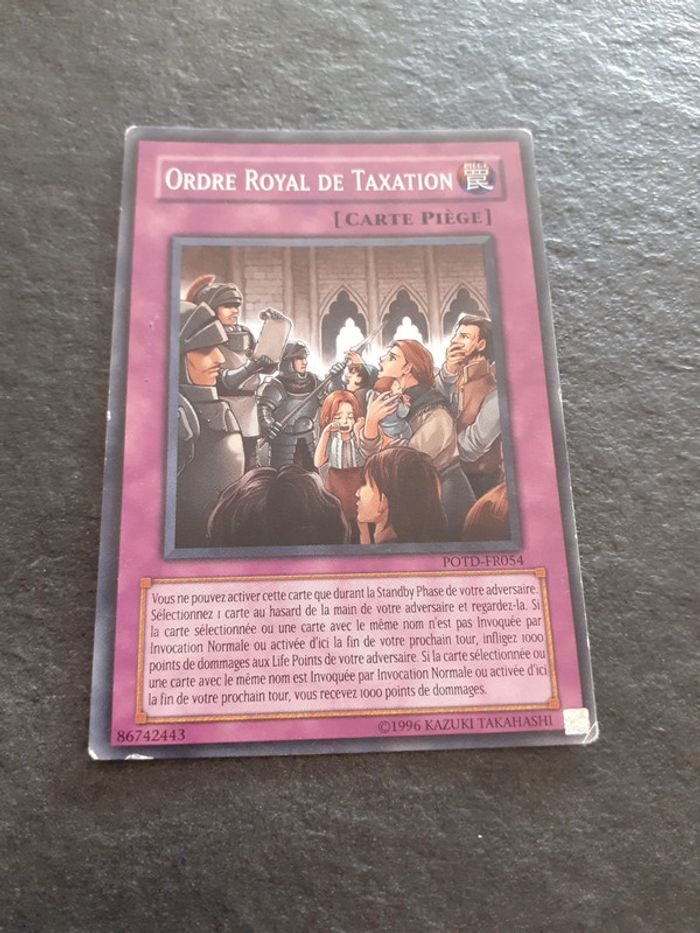 ORDRE ROYAL DE TAXATION
PIÈGE
罠
[CARTE PIÈGE]
POTD-FR054
Vous ne pouvez activer cette carte que durant la Standby Phase de votre adversaire.
Sélectionnez 1 carte au hasard de la main de votre adversaire et regardez-la. Si
la carte sélectionnée ou une carte avec le même nom n'est pas Invoquée par
Invocation Normale ou activée d'ici la fin de votre prochain tour, infligez 1000
points de dommages aux Life Points de votre adversaire. Si la carte sélectionnée ou
une carte avec le même nom est Invoquée par Invocation Normale ou activée d'ici
la fin de votre prochain tour, vous recevez 1000 points de dommages.
86742443
©1996 KAZUKI TAKAHASHI